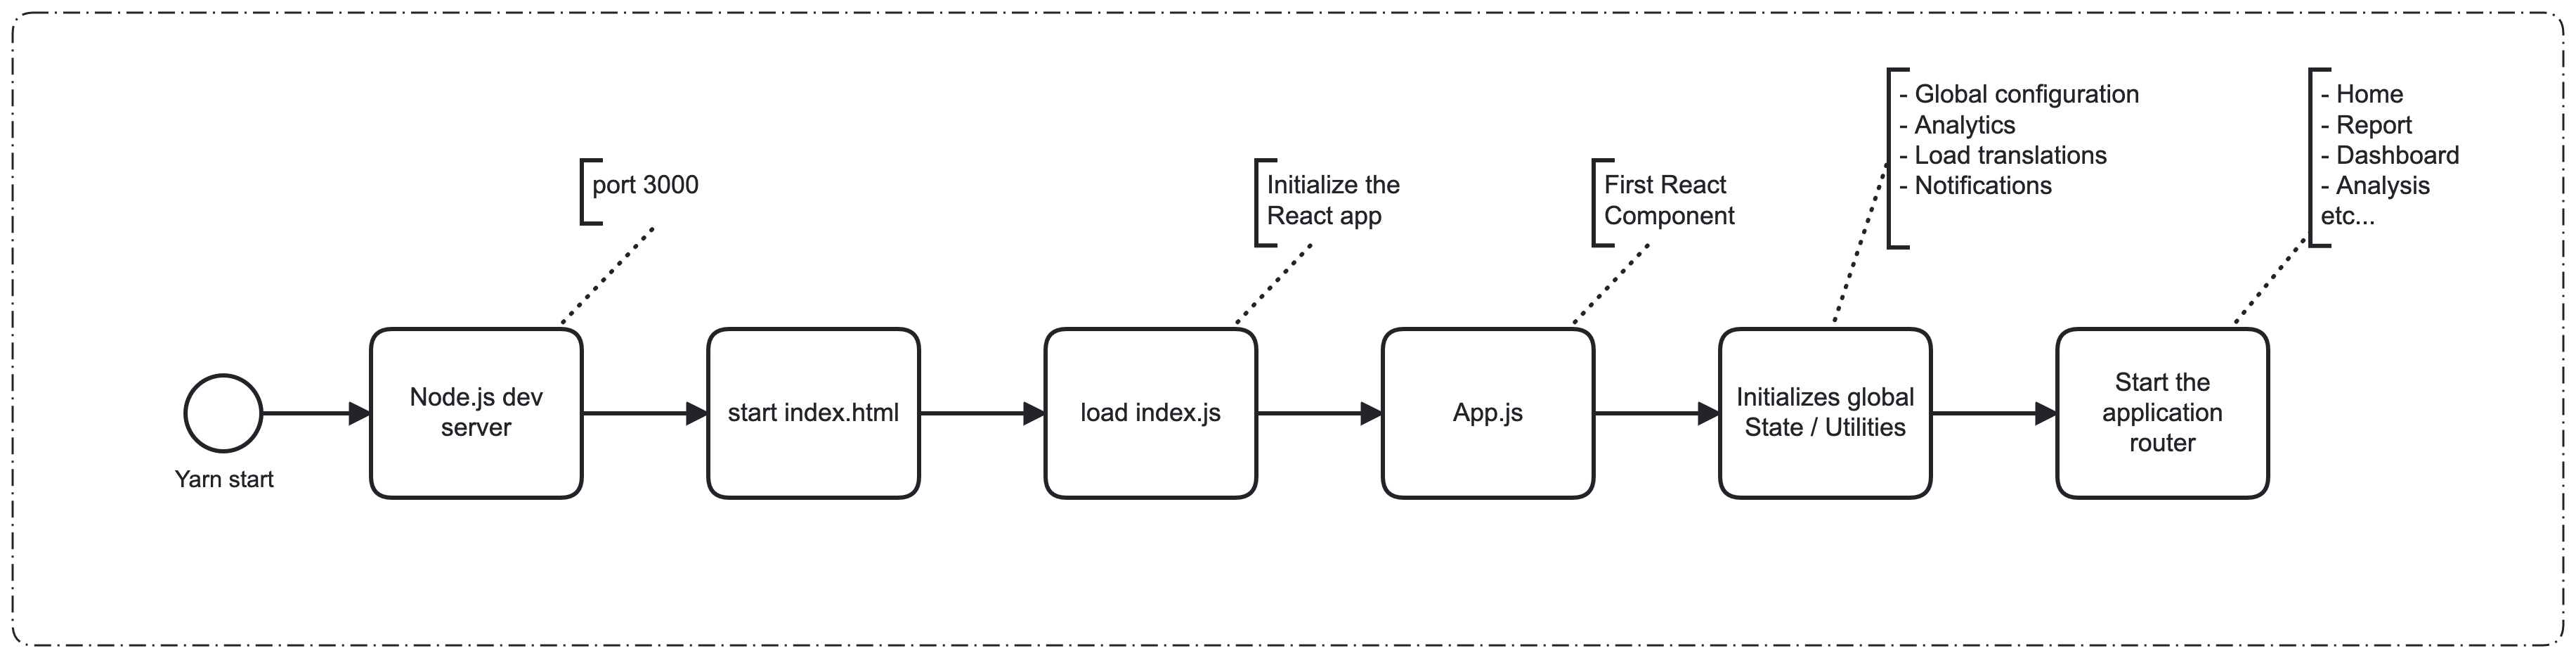 - Global configuration
- Analytics
- Load translations
- Notifications
- Home
- Report
- Dashboard
- Analysis
etc...
port 3000
Initialize the
React app
First React
Component
Yarn start
Node.js dev
server
start index.html
load index.js
App.js
Initializes global
State / Utilities
Start the
application
router